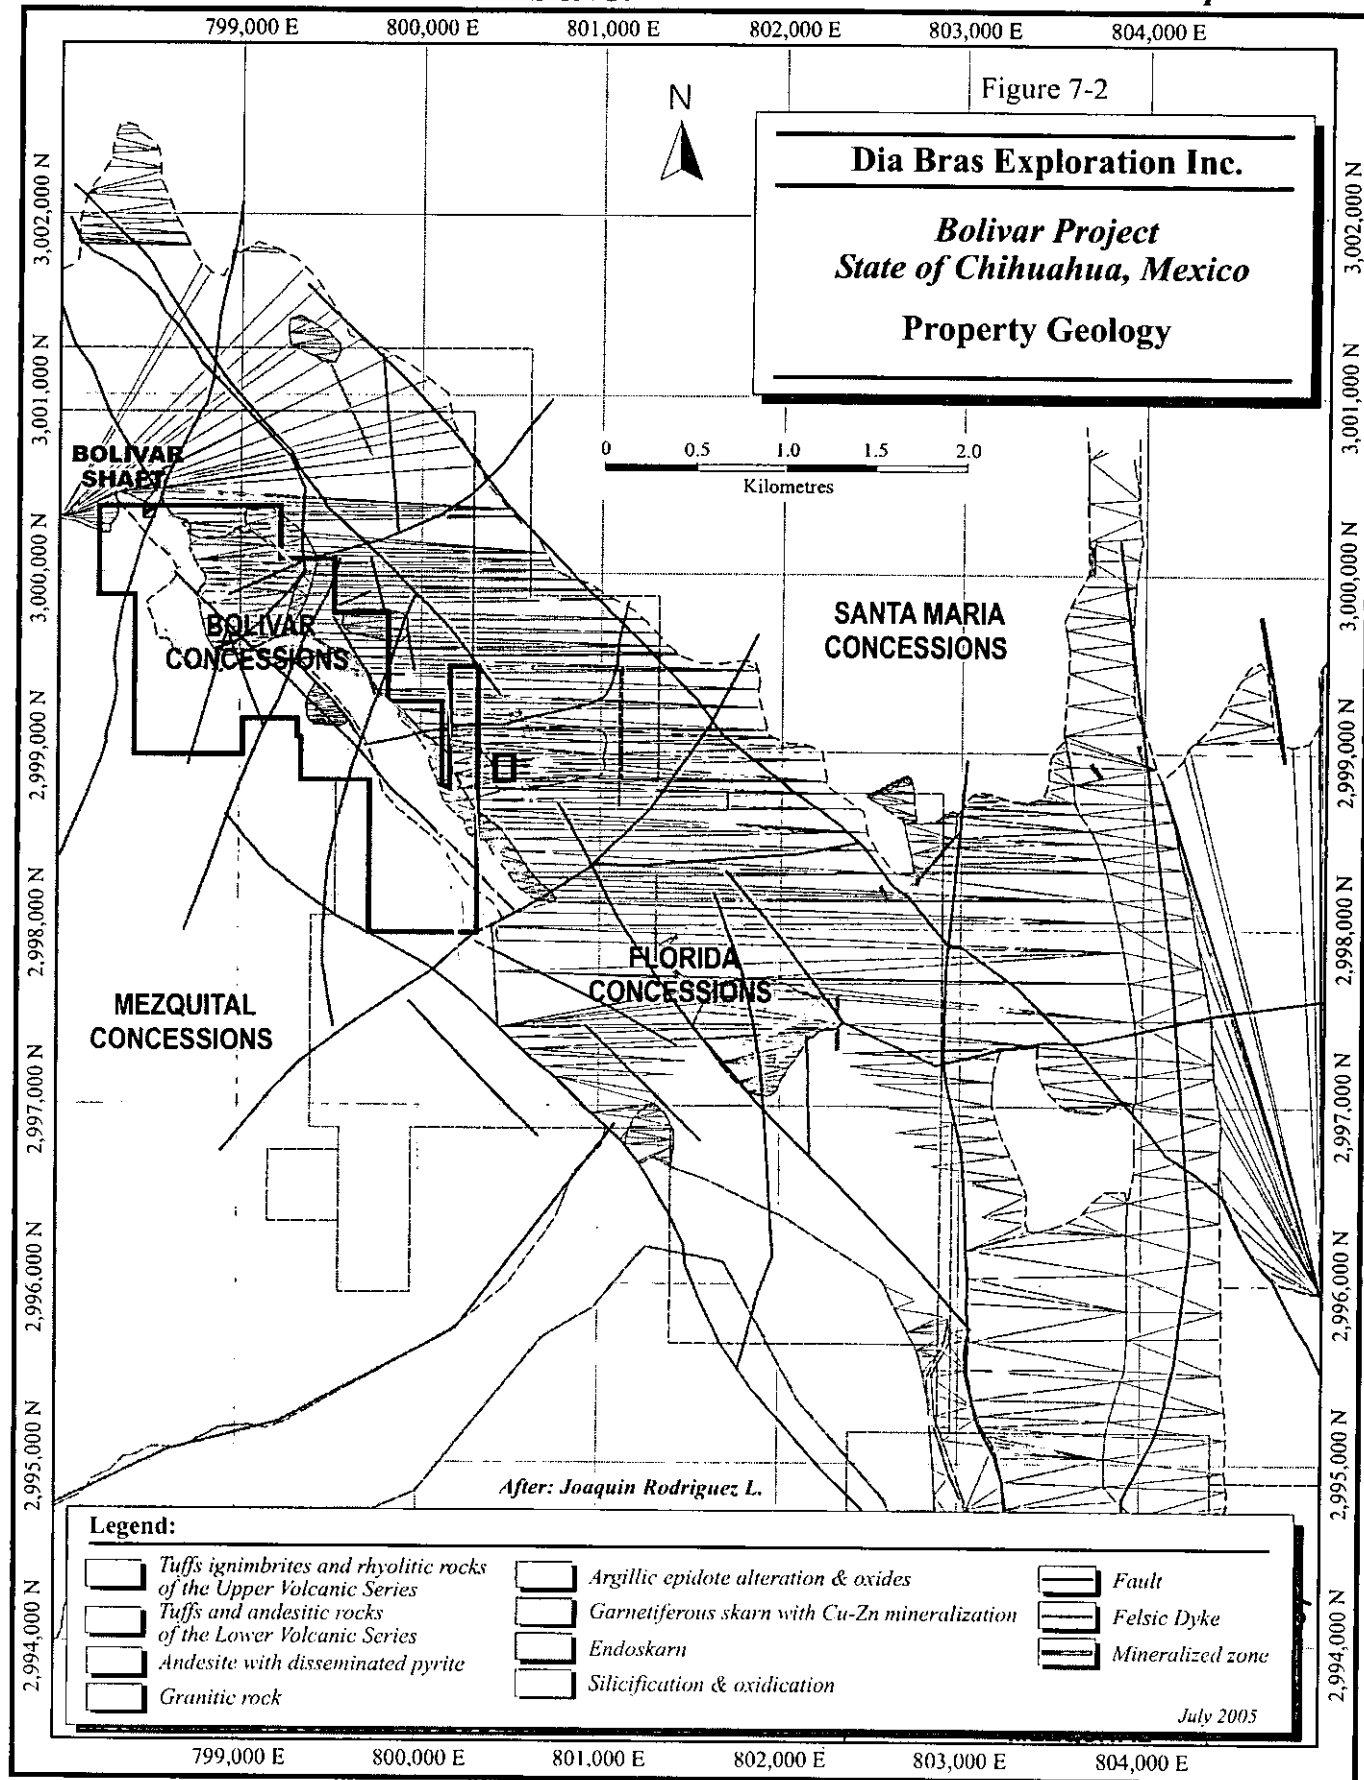 799,000 E 800,000 E 801,000 E 802,000 E 803,000 E 804,000 E
Figure 7-2
N
Dia Bras Exploration Inc.
Bolivar Project
State of Chihuahua, Mexico
Property Geology
3,002,000 N
3,001,000 N
3,000,000 N
2,999,000 N
2,998,000 N
2,997,000 N
2,996,000 N
2,995,000 N
2,994,000 N
3,002,000 N
3,001,000 N
3,000,000 N
2,999,000 N
2,998,000 N
2,997,000 N
2,996,000 N
2,995,000 N
2,994,000 N
0 0.5 1.0 1.5 2.0
Kilometres
BOLIVAR
SHAFT
BOLIVAR
CONCESSIONS
SANTA MARIA
CONCESSIONS
FLORIDA
CONCESSIONS
MEZQUITAL
CONCESSIONS
After: Joaquin Rodriguez L.
Legend:
Tuffs ignimbrites and rhyolitic rocks
of the Upper Volcanic Series
Tuffs and andesitic rocks
of the Lower Volcanic Series
Andesite with disseminated pyrite
Granitic rock
Argillic epidote alteration & oxides
Garnetiferous skarn with Cu-Zn mineralization
Endoskarn
Silicification & oxidication
Fault
Felsic Dyke
Mineralized zone
July 2005
799,000 E 800,000 E 801,000 E 802,000 E 803,000 E 804,000 E